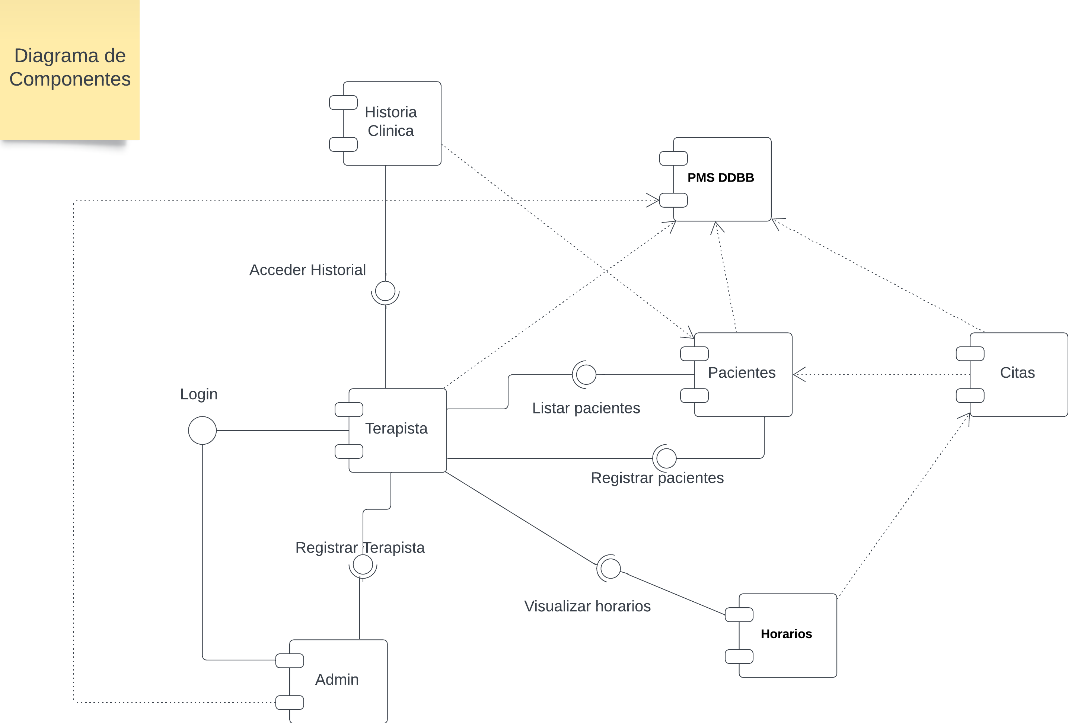 Diagrama de
Componentes
Historia
Clinica
PMS DDBB
Acceder Historial
Pacientes
Citas
Login
Listar pacientes
Terapista
Registrar pacientes
Registrar Terapista
Visualizar horarios
Horarios
Admin